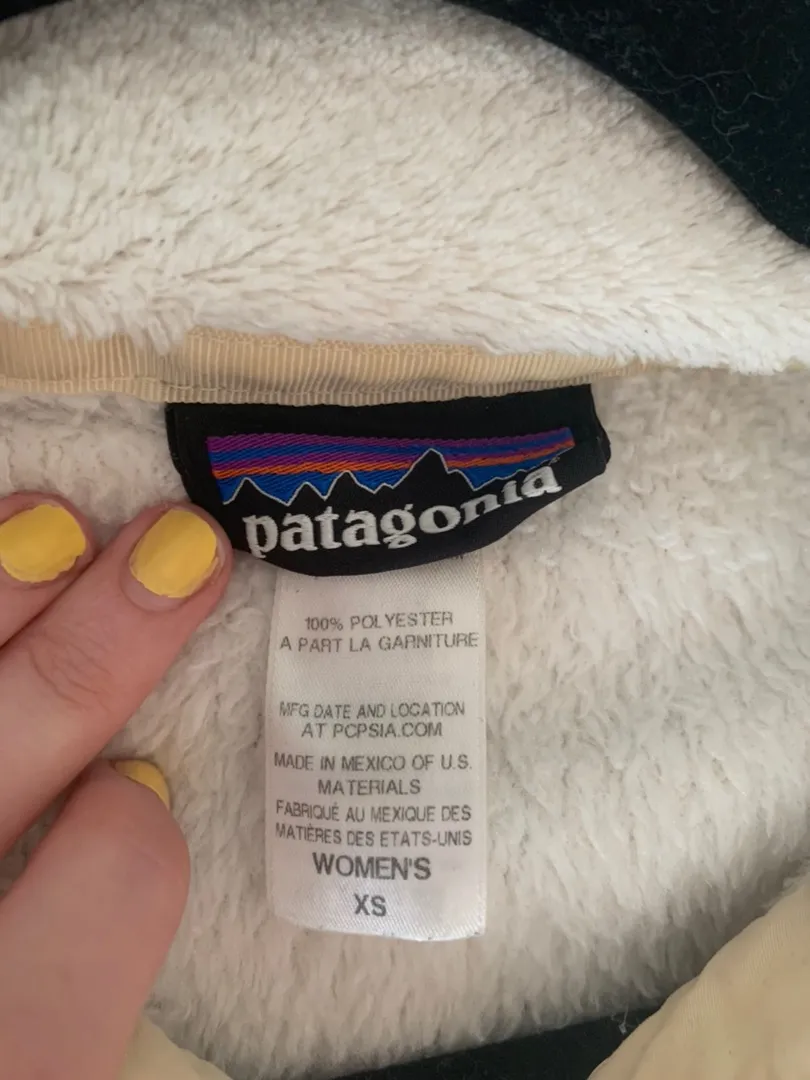 patagonia
100% POLYESTER
A PART LA GARNITURE
MFG DATE AND LOCATION
AT PCPSIA.COM
MADE IN MEXICO OF U.S.
MATERIALS
FABRIQUÉ AU MEXIQUE DES
MATIÈRES DES ETATS-UNIS
WOMEN'S
XS